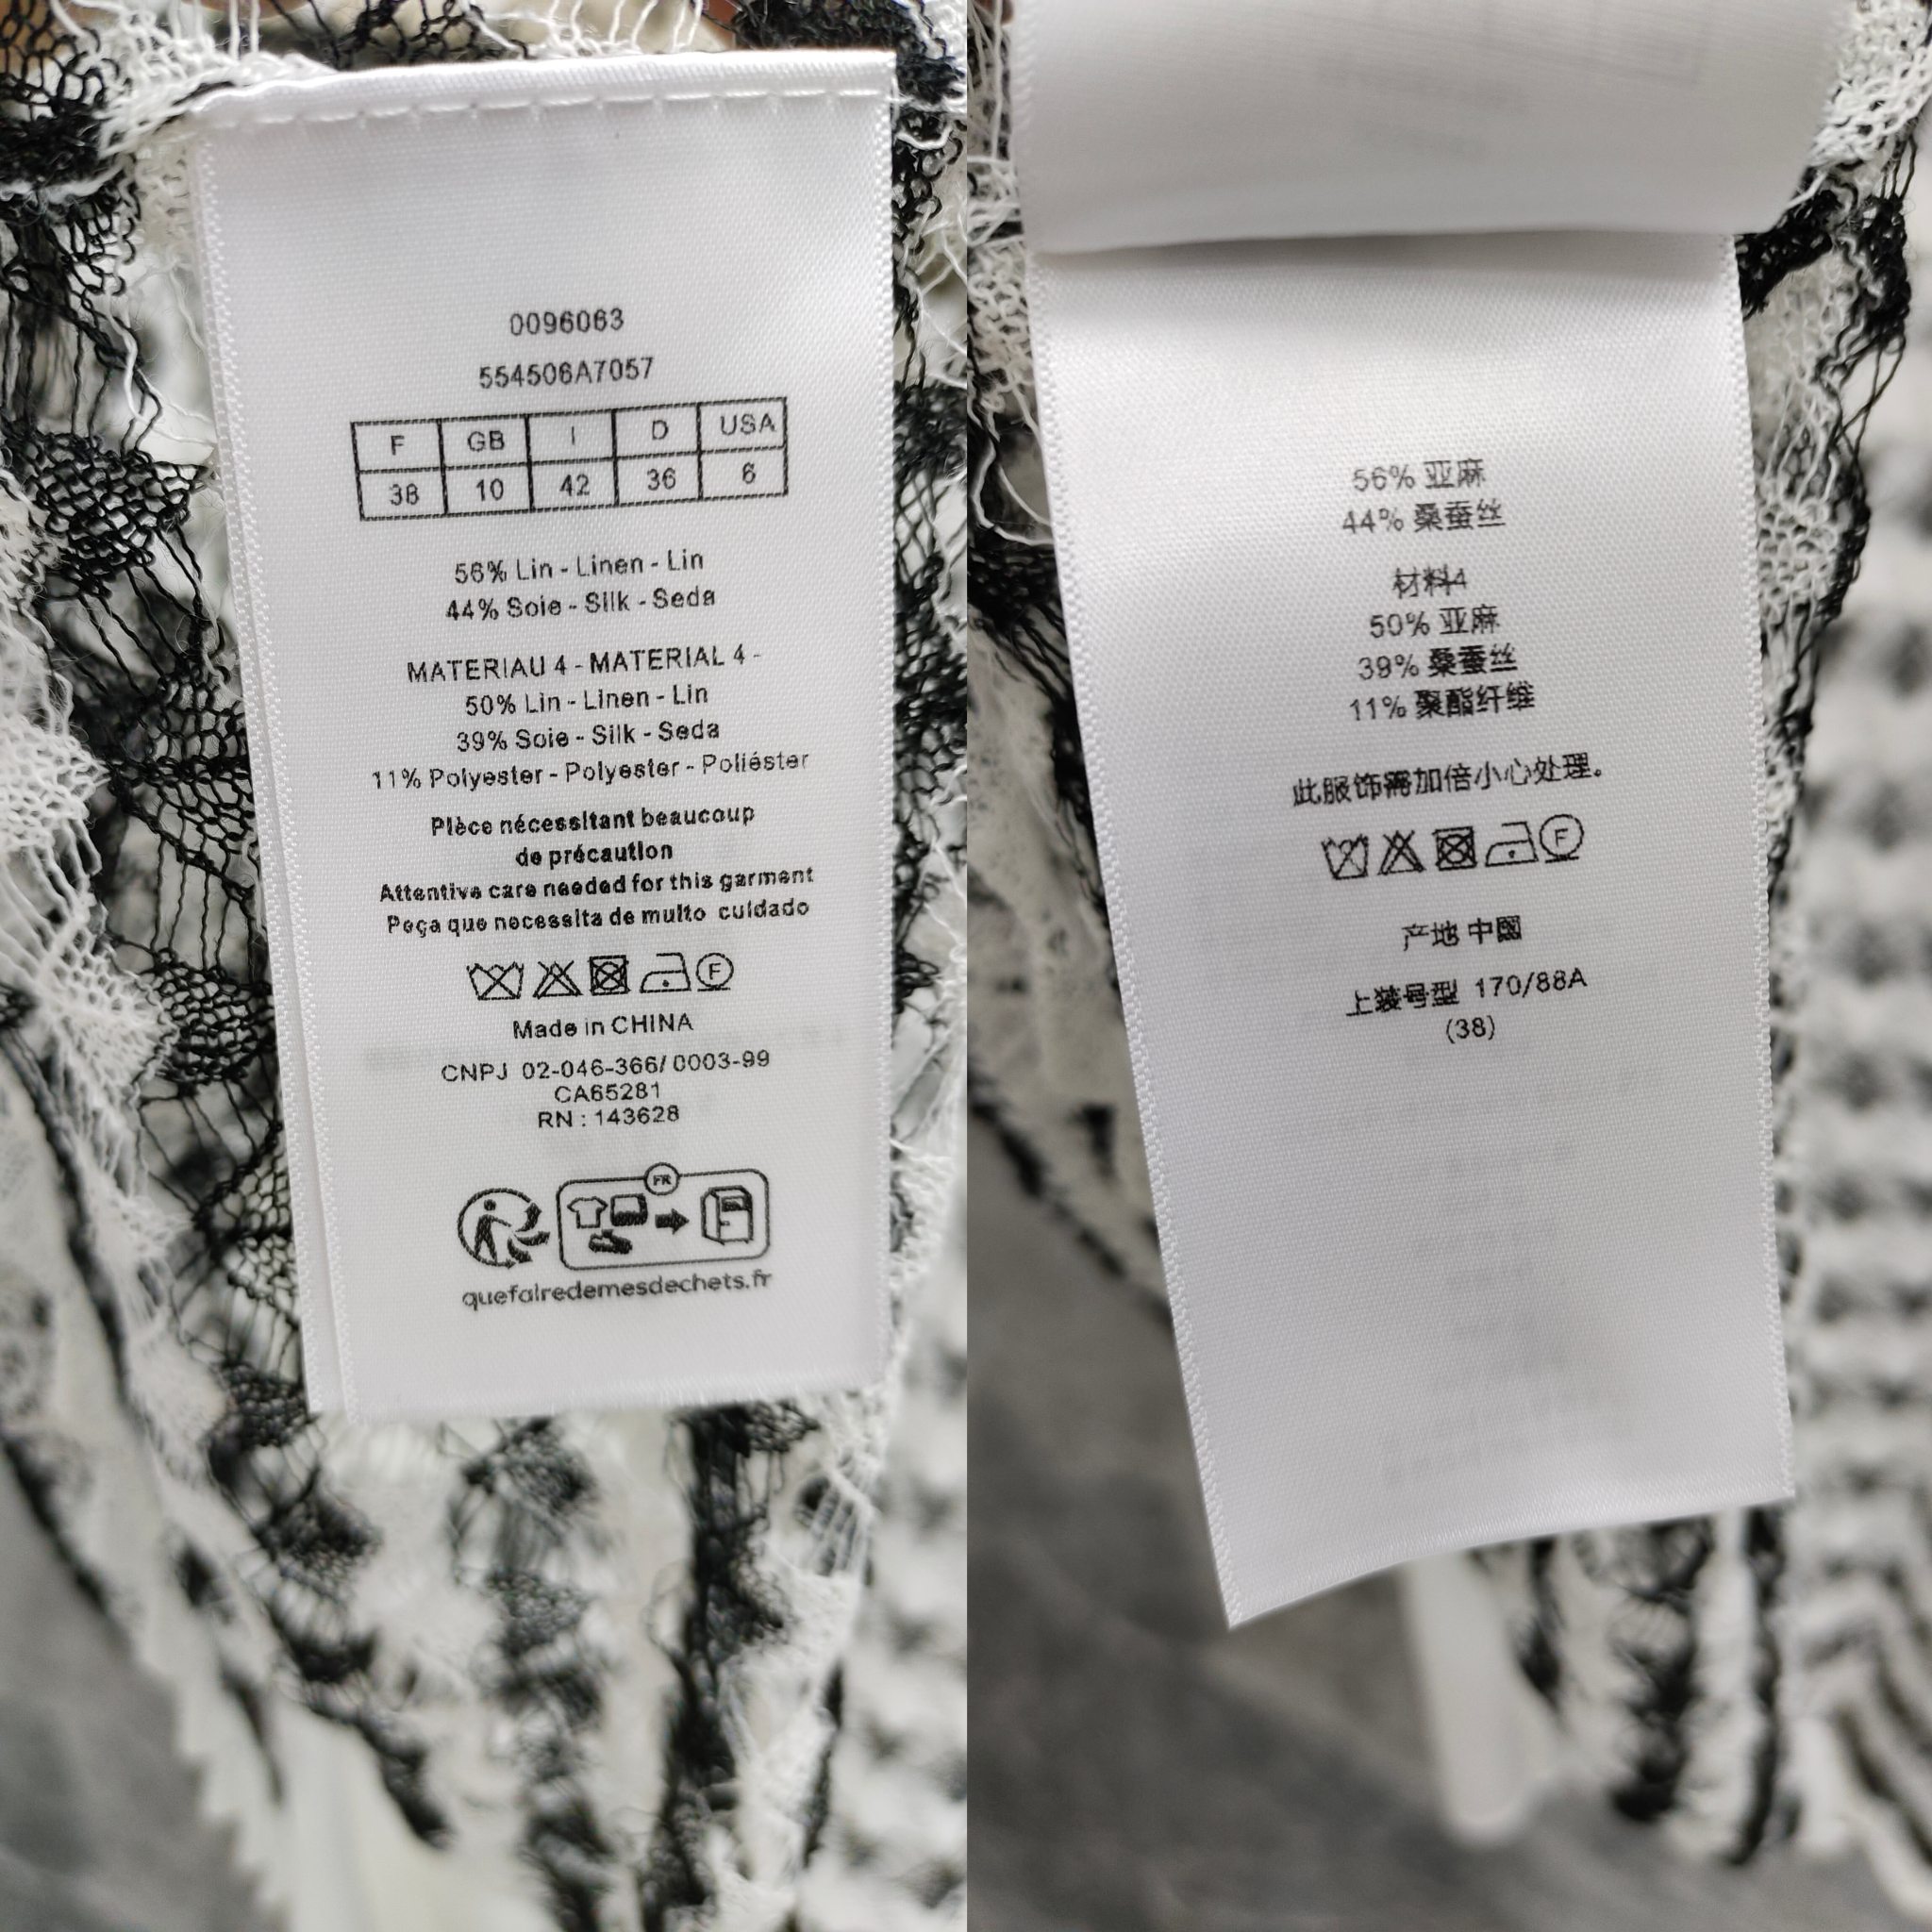 0096063
554506A7057
F GB I D USA
38 10 42 36 6
56% Lin - Linen - Lin
44% Soie - Silk - Seda
MATERIAU 4 - MATERIAL 4 -
50% Lin - Linen - Lin
39% Soie - Silk - Seda
11% Polyester - Polyester - Poliéster
Pièce nécessitant beaucoup
de précaution
Attentive care needed for this garment
Peça que necessita de muito cuidado
F
Made in CHINA
CNPJ 02-046-366/0003-99
CA65281
RN : 143628
FR
quefairedemesdechets.fr
56% 亚麻
44% 桑蚕丝
材料4
50% 亚麻
39% 桑蚕丝
11% 聚酯纤维
此服饰需加倍小心处理。
F
产地 中國
上装号型 170/88A
(38)